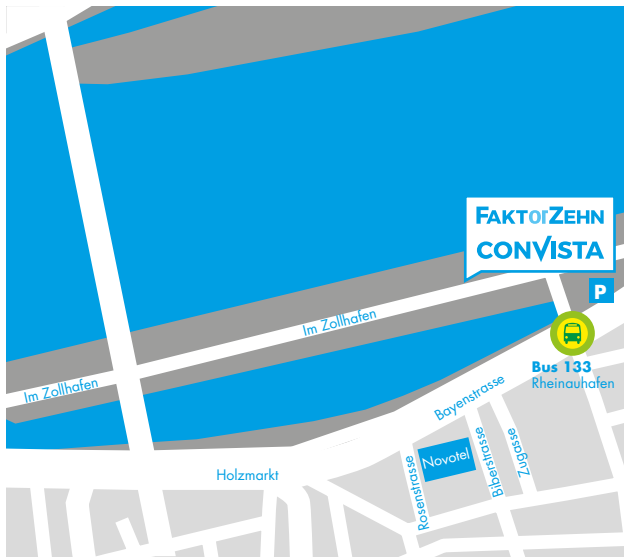 FAKTorZEHN
CONVISTA
P
Im Zollhafen
Bus 133
Rheinauhafen
Im Zollhafen
Bayenstrasse
Rosenstrasse
Novotel
Biberstrasse
Zugasse
Holzmarkt